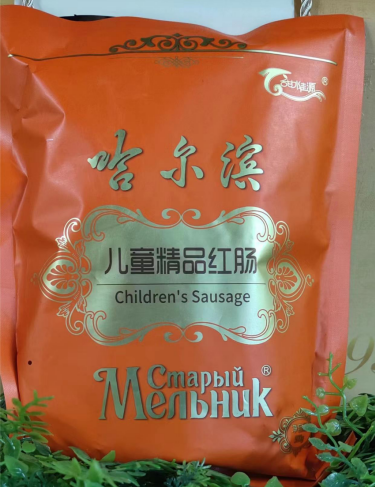 哈尔滨
儿童精品红肠
Children's Sausage
Старый
Мельник